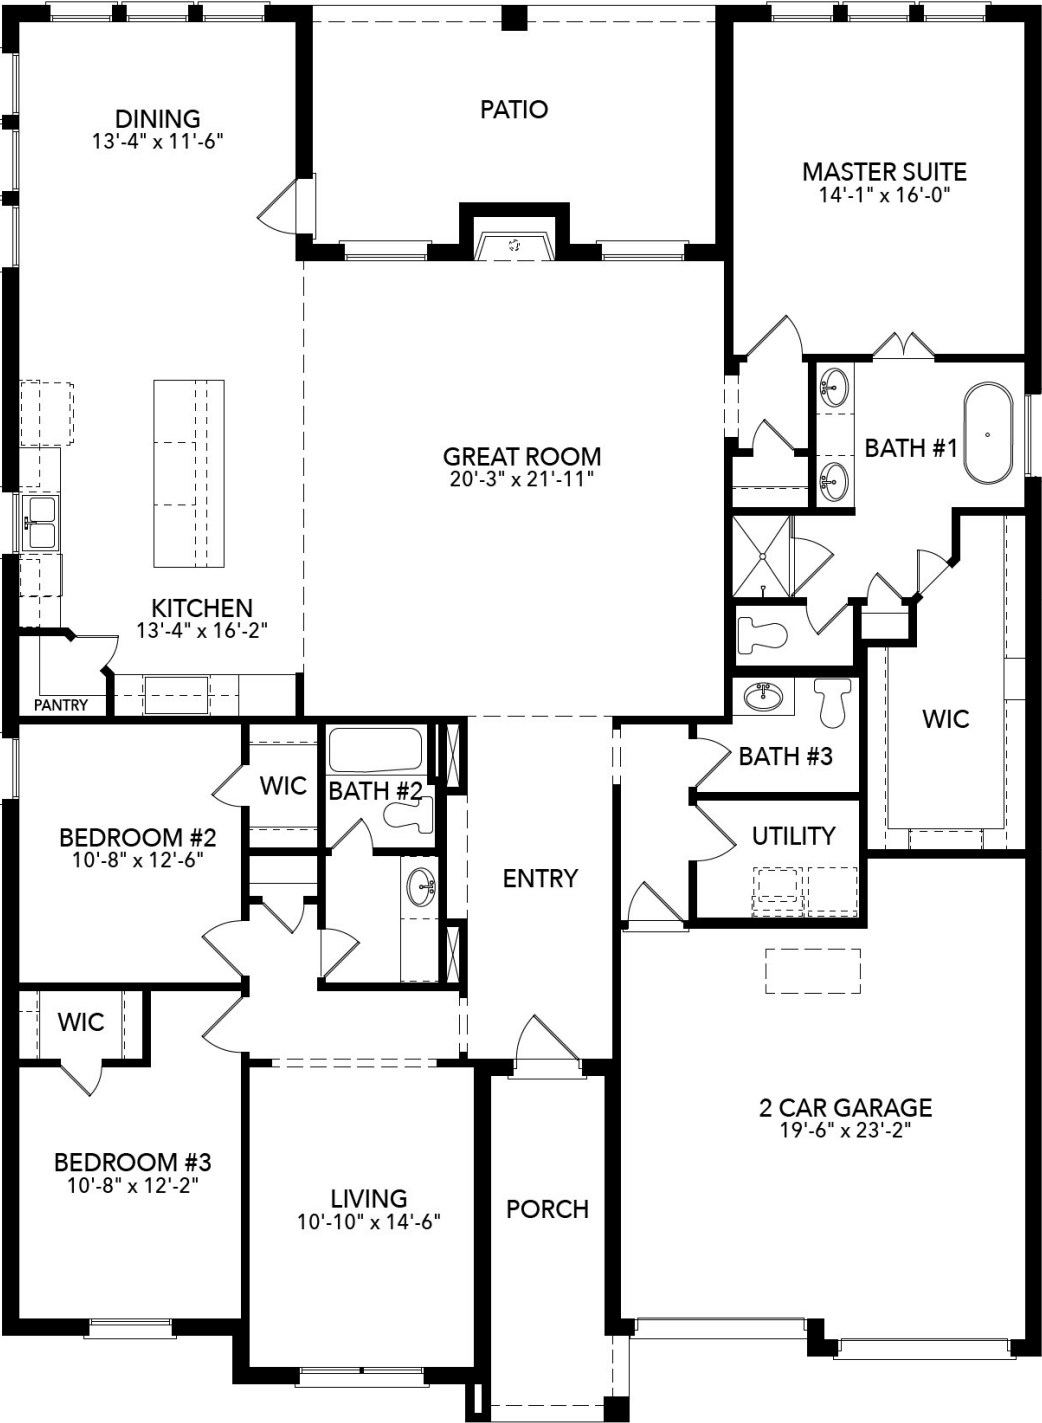 DINING
13'-4" x 11'-6"
PATIO
MASTER SUITE
14'-1" x 16'-0"
GREAT ROOM
20'-3" x 21'-11"
BATH #1
KITCHEN
13'-4" x 16'-2"
PANTRY
WIC
BATH #3
WIC
BATH #2
UTILITY
BEDROOM #2
10'-8" x 12'-6"
ENTRY
WIC
2 CAR GARAGE
19'-6" x 23'-2"
BEDROOM #3
10'-8" x 12'-2"
LIVING
10'-10" x 14'-6"
PORCH